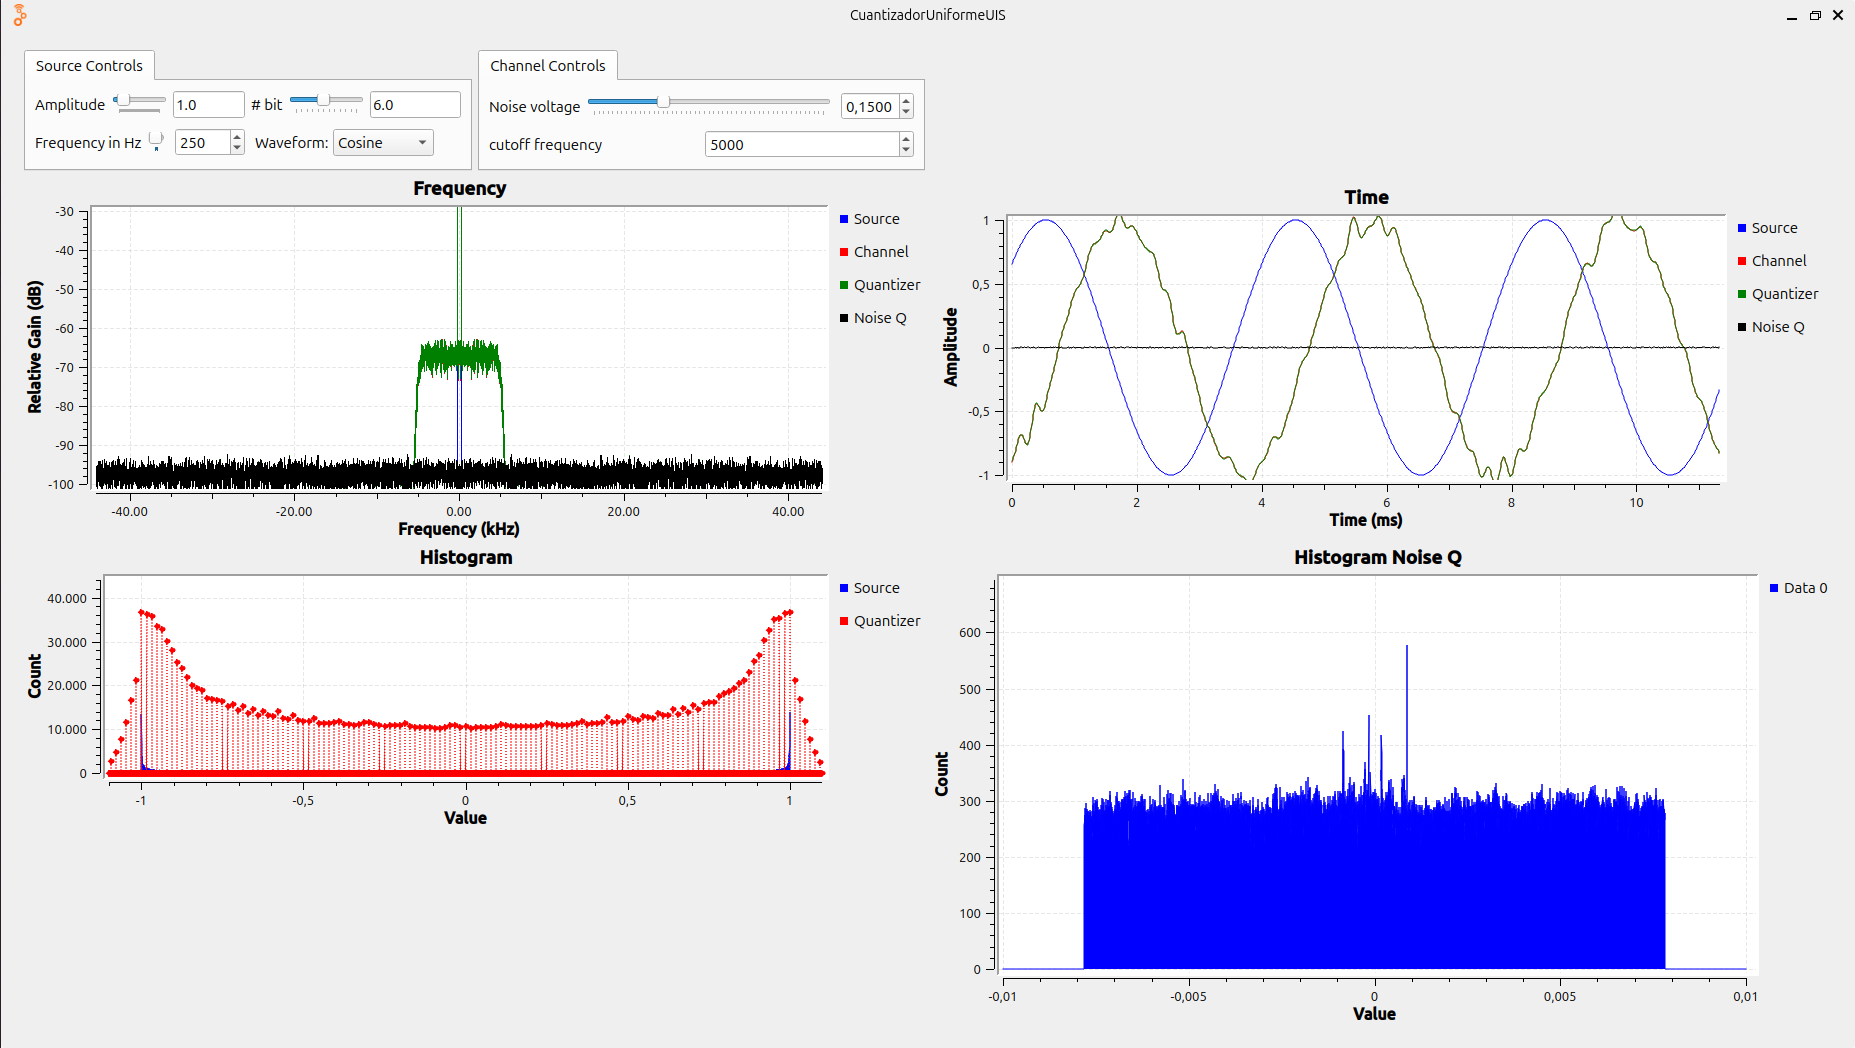 CuantizadorUniformeUIS
Source Controls
Amplitude 1.0 # bit 6.0
Frequency in Hz 250 Waveform: Cosine
Channel Controls
Noise voltage 0,1500
cutoff frequency 5000
Frequency
Relative Gain (dB)
-30
-40
-50
-60
-70
-80
-90
-100
-40.00 -20.00 0.00 20.00 40.00
Frequency (kHz)
Source
Channel
Quantizer
Noise Q
Time
Amplitude
1
0,5
0
-0,5
-1
0 2 4 6 8 10
Time (ms)
Source
Channel
Quantizer
Noise Q
Histogram
Count
40.000
30.000
20.000
10.000
0
-1 -0,5 0 0,5 1
Value
Source
Quantizer
Histogram Noise Q
Count
600
500
400
300
200
100
0
-0,01 -0,005 0 0,005 0,01
Value
Data 0